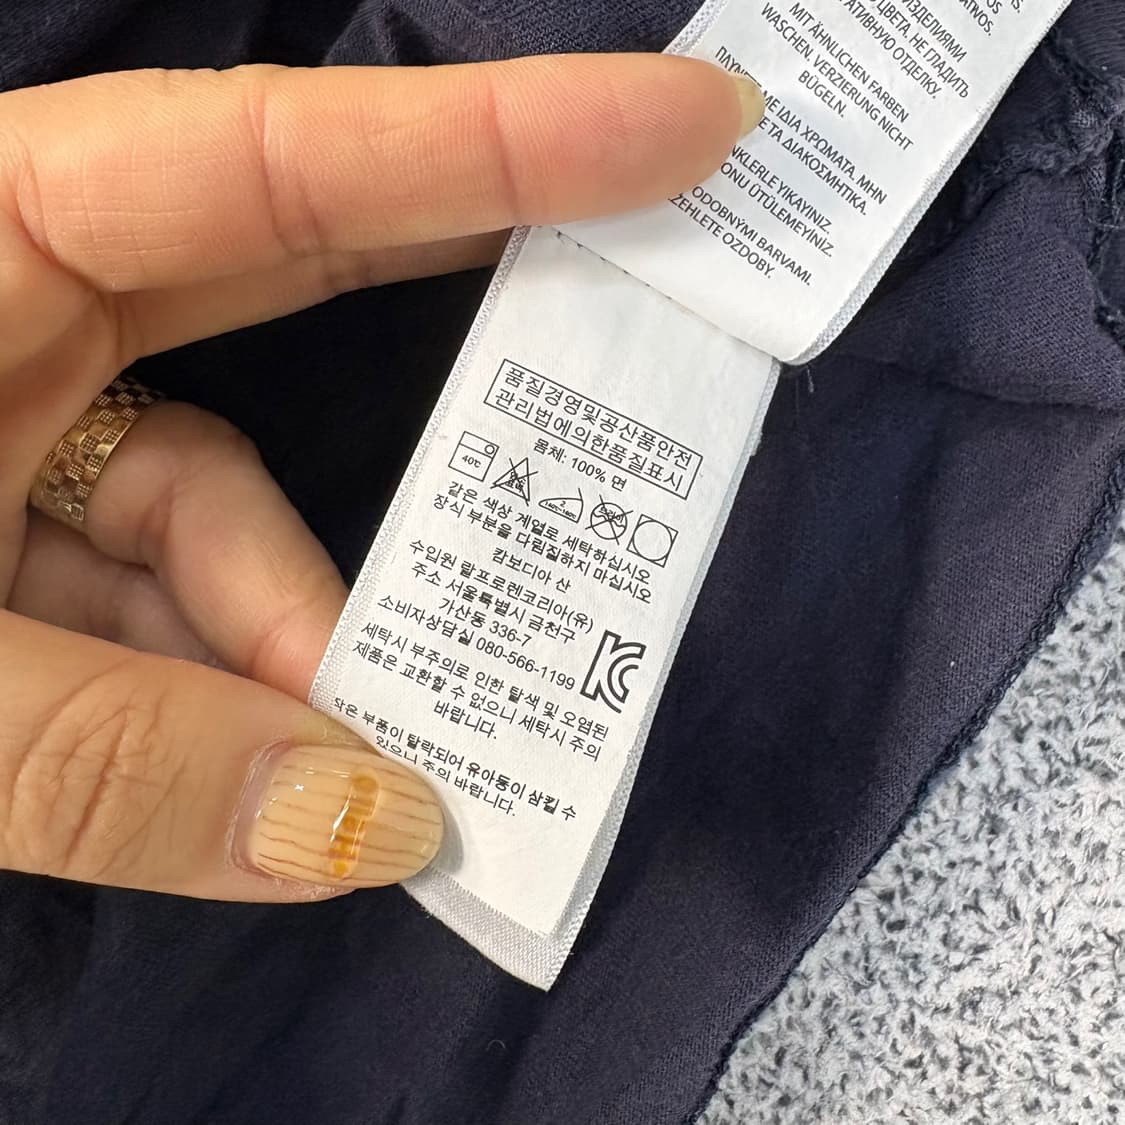 ИЗДЕЛИЯМИ
ЦВЕТА. НЕ ГЛАДИТЬ
ОТДЕЛКУ.
MIT ÄHNLICHEN FARBEN
WASCHEN. VERZIERUNG NICHT
BÜGELN.
ΙΔΙΑ ΧΡΩΜΑΤΑ. ΜΗΝ
ΤΑ ΔΙΑΚΟΣΜΗΤΙΚΑ.
YIKAYINIZ.
ÜTÜLEMEYİNİZ.
BARVAMI.
OZDOBY.
품질경영및공산품안전
관리법에의한품질표시
몸체: 100% 면
40℃
같은 색상 계열로 세탁하십시오
장식 부분을 다림질하지 마십시오
캄보디아 산
수입원 랄프로렌코리아(유)
주소 서울특별시 금천구
가산동 336-7
소비자상담실 080-566-1199
세탁시 부주의로 인한 탈색 및 오염된
제품은 교환할 수 없으니 세탁시 주의
바랍니다.
작은 부품이 탈락되어 유아동이 삼킬 수
있으니 주의 바랍니다.